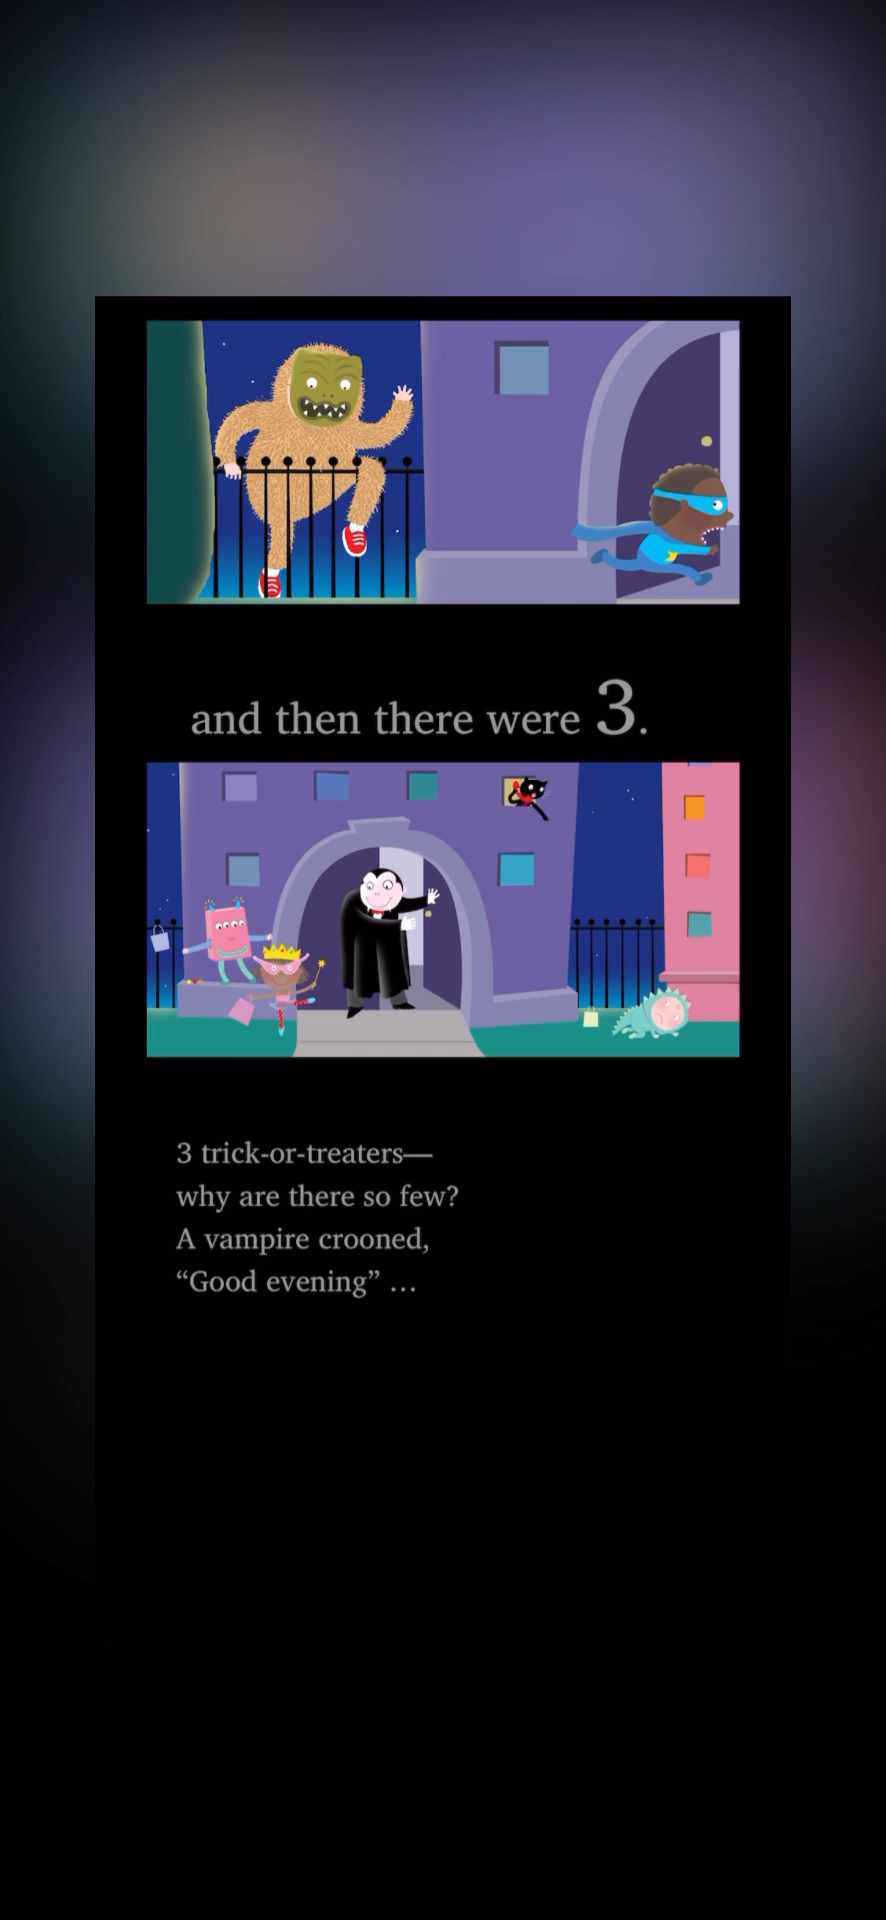 and then there were 3.
3 trick-or-treaters—
why are there so few?
A vampire crooned,
“Good evening” …